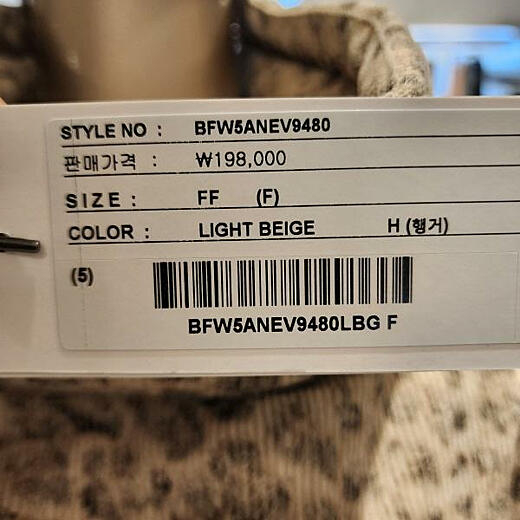 STYLE NO : BFW5ANEV9480
판매가격 : ₩198,000
SIZE : FF (F)
COLOR : LIGHT BEIGE H (행거)
(5)
BFW5ANEV9480LBG F